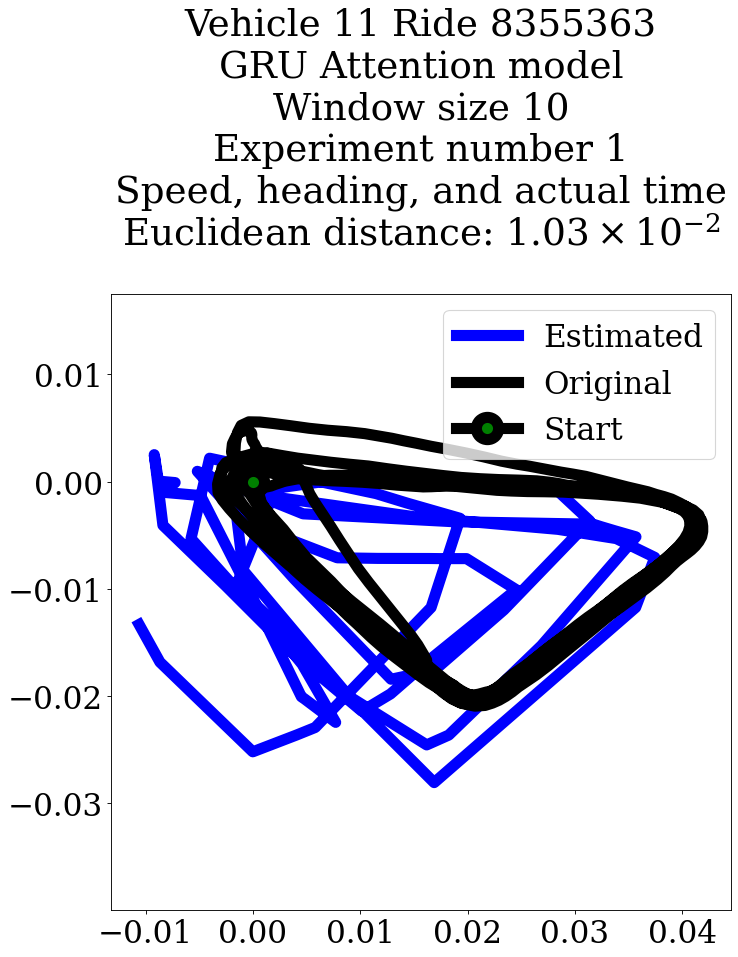 Vehicle 11 Ride 8355363
GRU Attention model
Window size 10
Experiment number 1
Speed, heading, and actual time
Euclidean distance: 1.03 × 10⁻²
Estimated
Original
Start
0.01
0.00
−0.01
−0.02
−0.03
−0.01 0.00 0.01 0.02 0.03 0.04